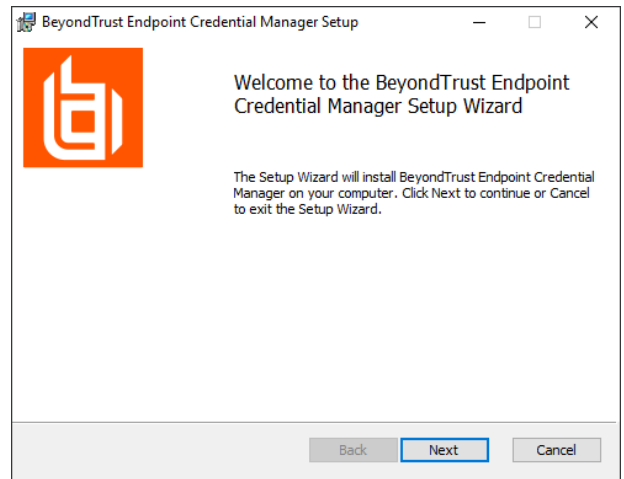 BeyondTrust Endpoint Credential Manager Setup
Welcome to the BeyondTrust Endpoint
Credential Manager Setup Wizard
The Setup Wizard will install BeyondTrust Endpoint Credential
Manager on your computer. Click Next to continue or Cancel
to exit the Setup Wizard.
Back Next Cancel